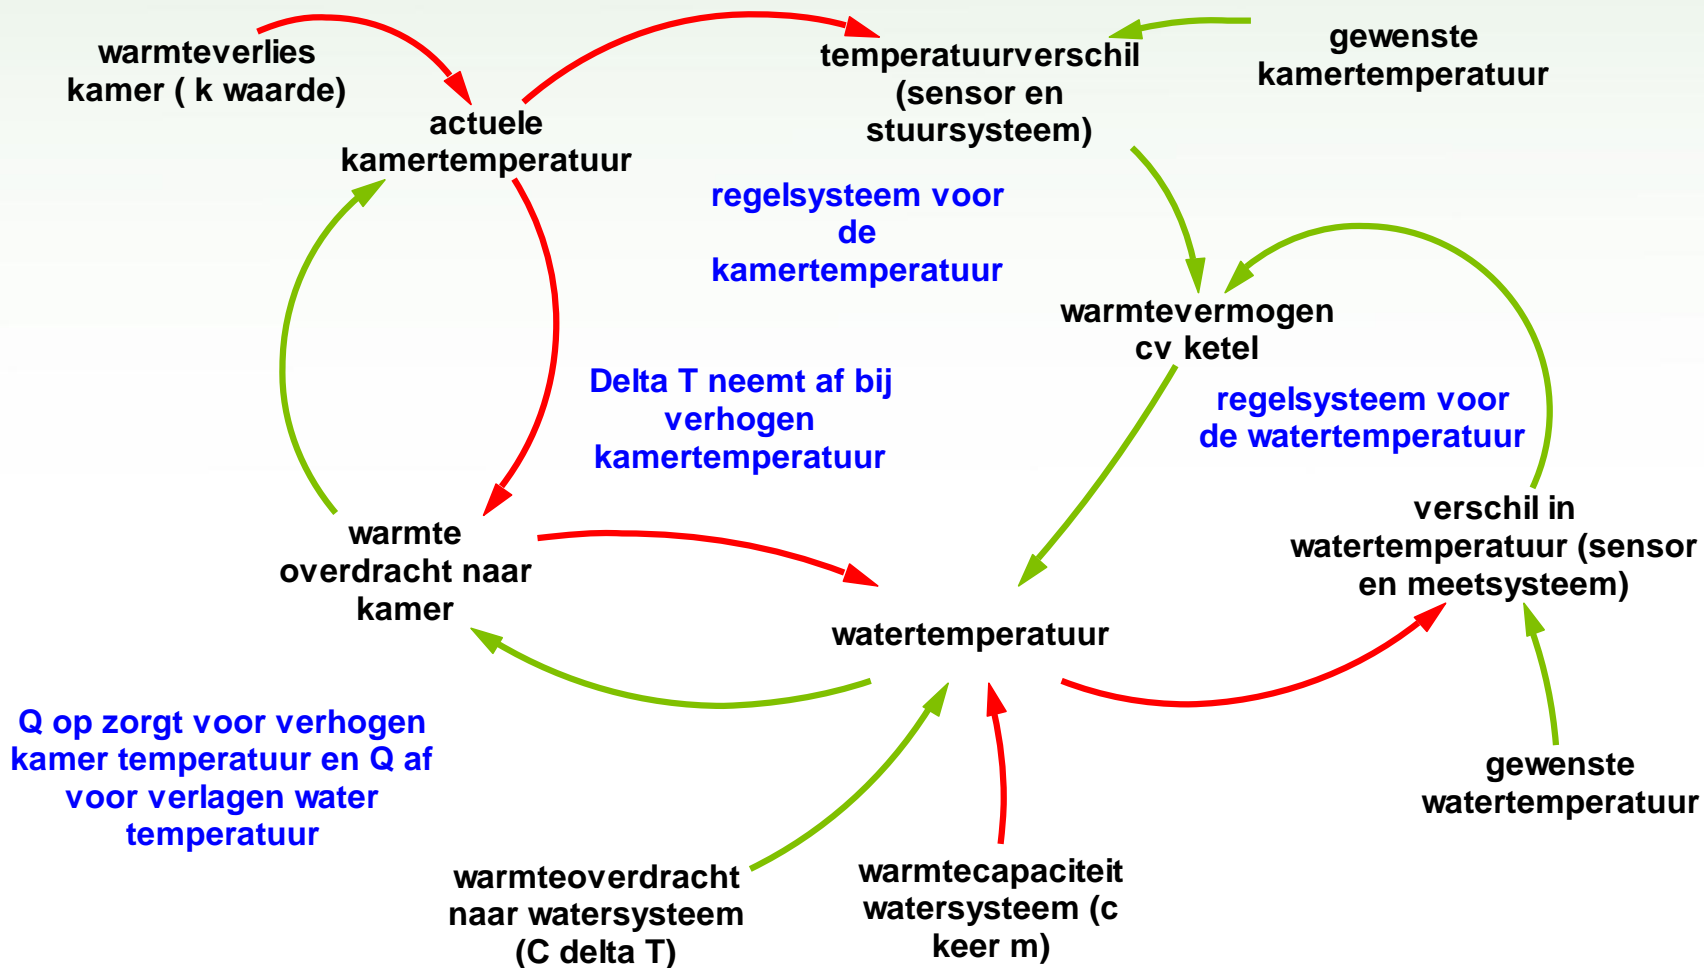 warmteverlies
kamer ( k waarde)
actuele
kamertemperatuur
temperatuurverschil
(sensor en
stuursysteem)
gewenste
kamertemperatuur
regelsysteem voor
de
kamertemperatuur
warmtevermogen
cv ketel
Delta T neemt af bij
verhogen
kamertemperatuur
regelsysteem voor
de watertemperatuur
warmte
overdracht naar
kamer
verschil in
watertemperatuur (sensor
en meetsysteem)
watertemperatuur
Q op zorgt voor verhogen
kamer temperatuur en Q af
voor verlagen water
temperatuur
gewenste
watertemperatuur
warmteoverdracht
naar watersysteem
(C delta T)
warmtecapaciteit
watersysteem (c
keer m)